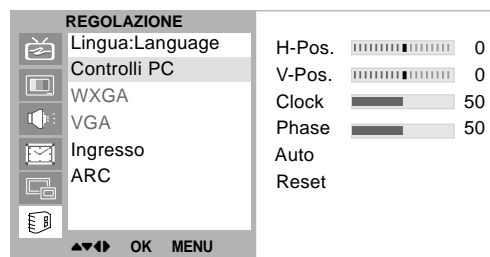 REGOLAZIONE
Lingua:Language
Controlli PC
WXGA
VGA
Ingresso
ARC
▲▼◀▶ OK MENU
H-Pos. 0
V-Pos. 0
Clock 50
Phase 50
Auto
Reset